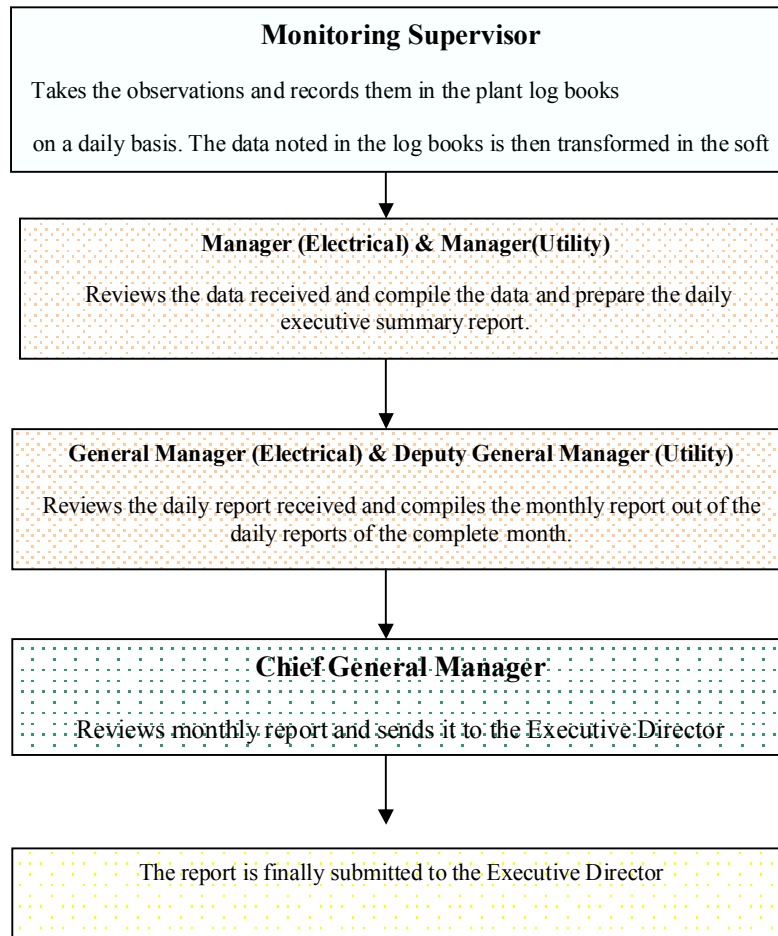 Monitoring Supervisor
Takes the observations and records them in the plant log books
on a daily basis. The data noted in the log books is then transformed in the soft
Manager (Electrical) & Manager(Utility)
Reviews the data received and compile the data and prepare the daily
executive summary report.
General Manager (Electrical) & Deputy General Manager (Utility)
Reviews the daily report received and compiles the monthly report out of the
daily reports of the complete month.
Chief General Manager
Reviews monthly report and sends it to the Executive Director
The report is finally submitted to the Executive Director